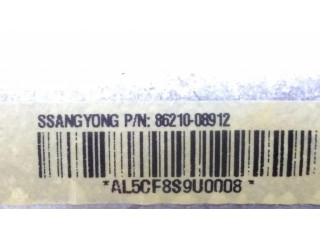 SSANGYONG P/N: 86210-08912
*AL5CF8S9U0008*